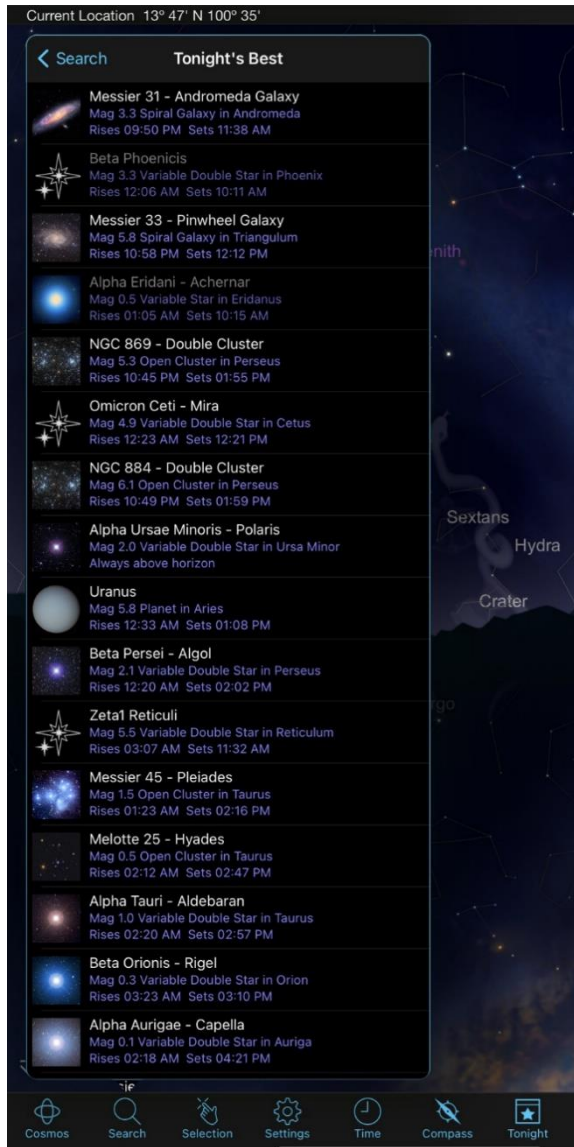 Current Location 13º 47' N 100º 35'
Search
Tonight's Best
Messier 31 - Andromeda Galaxy
Mag 3.3 Spiral Galaxy in Andromeda
Rises 09:50 PM Sets 11:38 AM
Beta Phoenicis
Mag 3.3 Variable Double Star in Phoenix
Rises 12:06 AM Sets 10:11 AM
Messier 33 - Pinwheel Galaxy
Mag 5.8 Spiral Galaxy in Triangulum
Rises 10:58 PM Sets 12:12 PM
Alpha Eridani - Achernar
Mag 0.5 Variable Star in Eridanus
Rises 01:05 AM Sets 10:15 AM
NGC 869 - Double Cluster
Mag 5.3 Open Cluster in Perseus
Rises 10:45 PM Sets 01:55 PM
Omicron Ceti - Mira
Mag 4.9 Variable Double Star in Cetus
Rises 12:23 AM Sets 12:21 PM
NGC 884 - Double Cluster
Mag 6.1 Open Cluster in Perseus
Rises 10:49 PM Sets 01:59 PM
Alpha Ursae Minoris - Polaris
Mag 2.0 Variable Double Star in Ursa Minor
Always above horizon
Uranus
Mag 5.8 Planet in Aries
Rises 12:33 AM Sets 01:08 PM
Beta Persei - Algol
Mag 2.1 Variable Double Star in Perseus
Rises 12:20 AM Sets 02:02 PM
Zeta1 Reticuli
Mag 5.5 Variable Double Star in Reticulum
Rises 03:07 AM Sets 11:32 AM
Messier 45 - Pleiades
Mag 1.5 Open Cluster in Taurus
Rises 01:23 AM Sets 02:16 PM
Melotte 25 - Hyades
Mag 0.5 Open Cluster in Taurus
Rises 02:12 AM Sets 02:47 PM
Alpha Tauri - Aldebaran
Mag 1.0 Variable Double Star in Taurus
Rises 02:20 AM Sets 02:57 PM
Beta Orionis - Rigel
Mag 0.3 Variable Double Star in Orion
Rises 03:23 AM Sets 03:10 PM
Alpha Aurigae - Capella
Mag 0.1 Variable Double Star in Auriga
Rises 02:18 AM Sets 04:21 PM
nith
Sextans
Hydra
Crater
rgo
Cosmos
Search
Selection
Settings
Time
Compass
Tonight